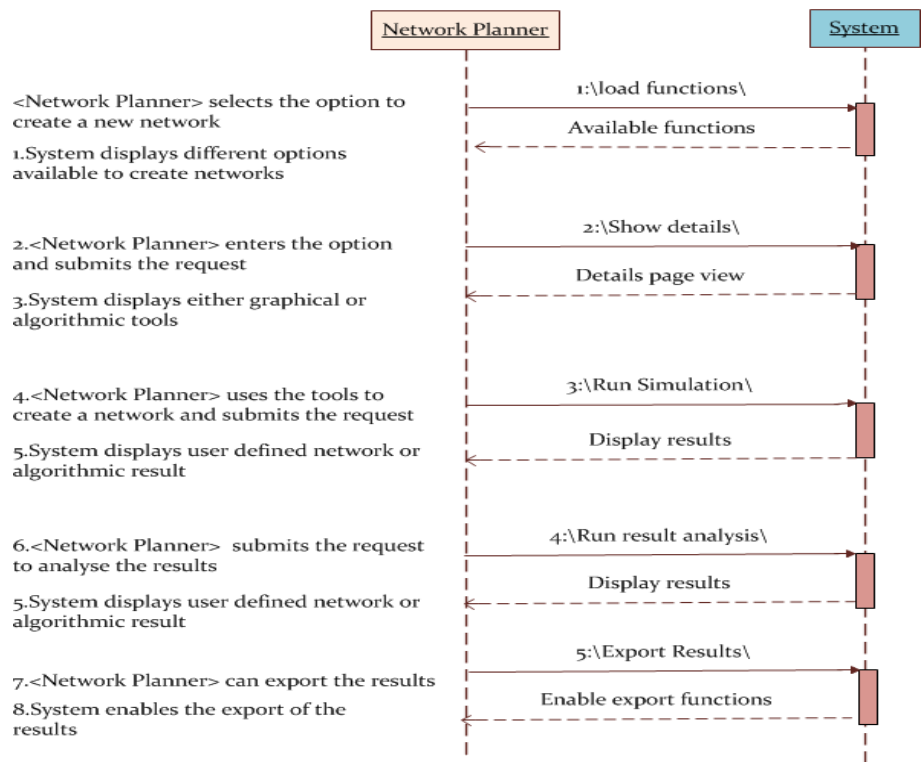 Network Planner
System
<Network Planner> selects the option to
create a new network
1:\load functions\
Available functions
1.System displays different options
available to create networks
2.<Network Planner> enters the option
and submits the request
2:\Show details\
Details page view
3.System displays either graphical or
algorithmic tools
4.<Network Planner> uses the tools to
create a network and submits the request
3:\Run Simulation\
Display results
5.System displays user defined network or
algorithmic result
6.<Network Planner>  submits the request
to analyse the results
4:\Run result analysis\
Display results
5.System displays user defined network or
algorithmic result
5:\Export Results\
7.<Network Planner> can export the results
Enable export functions
8.System enables the export of the
results